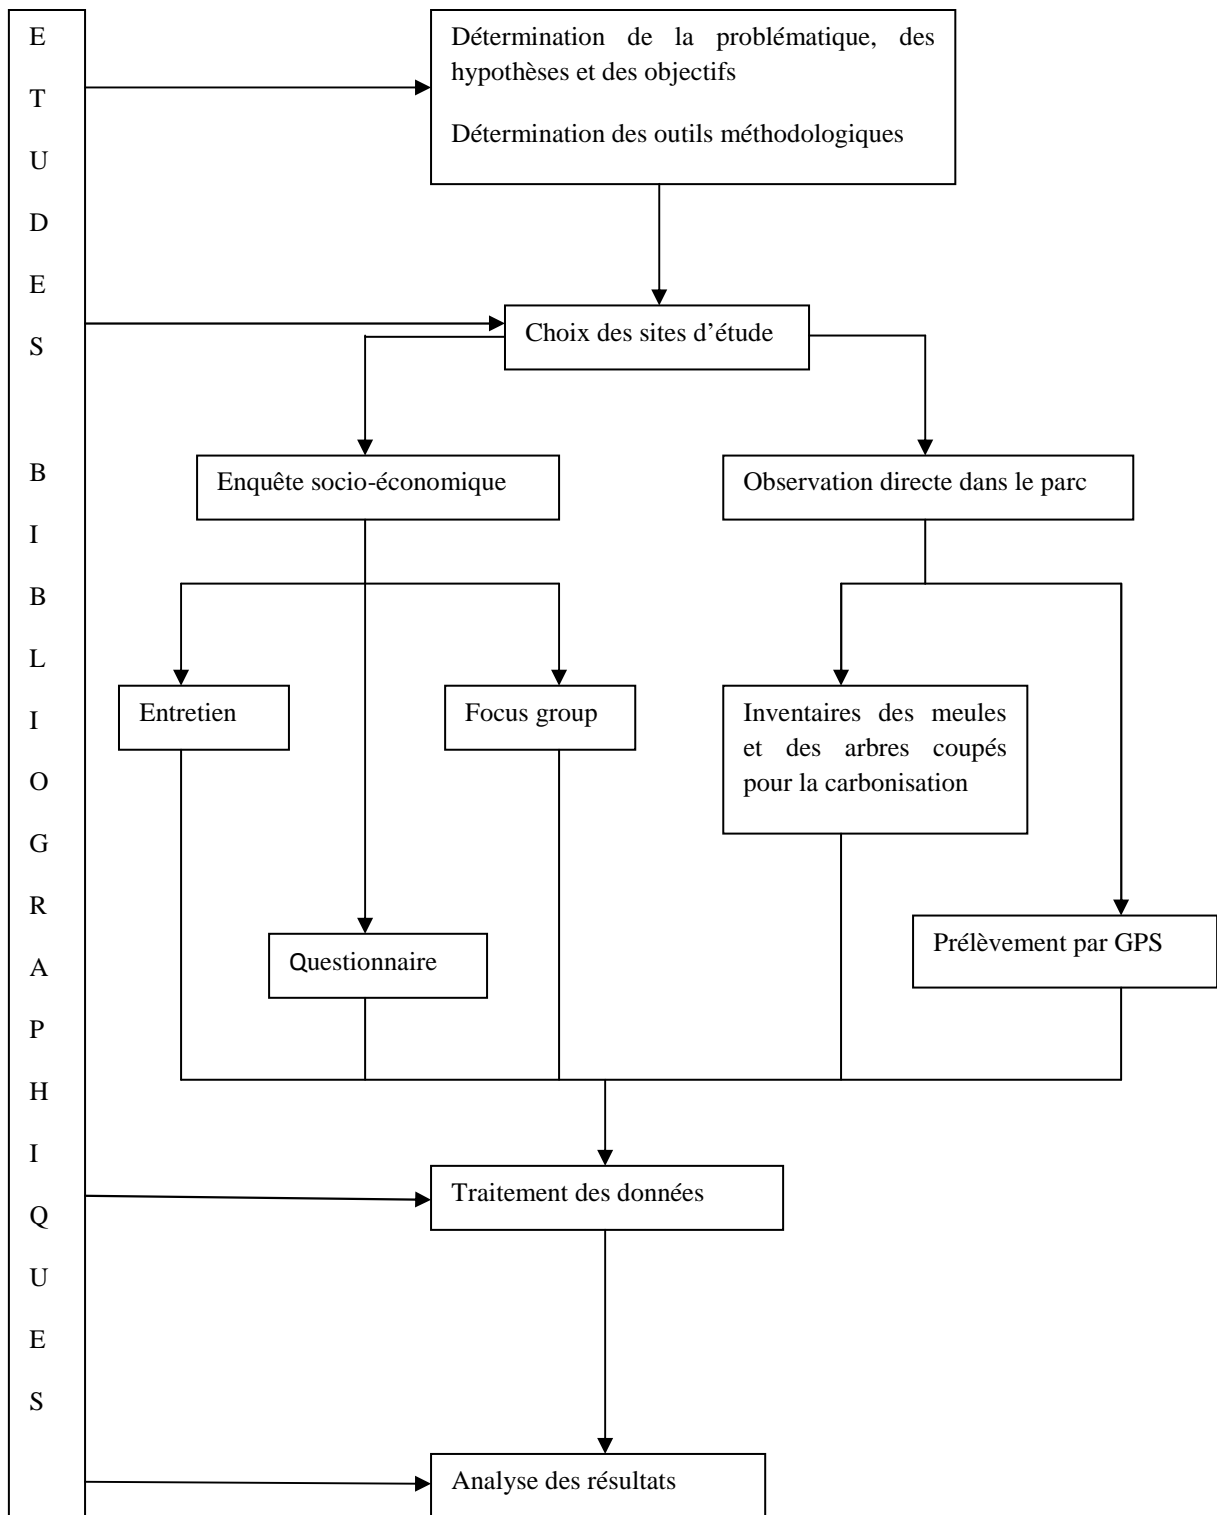 E
T
U
D
E
S
B
I
B
L
I
O
G
R
A
P
H
I
Q
U
E
S
Détermination de la problématique, des
hypothèses et des objectifs
Détermination des outils méthodologiques
Choix des sites d’étude
Enquête socio-économique
Observation directe dans le parc
Entretien
Focus group
Inventaires des meules
et des arbres coupés
pour la carbonisation
Questionnaire
Prélèvement par GPS
Traitement des données
Analyse des résultats